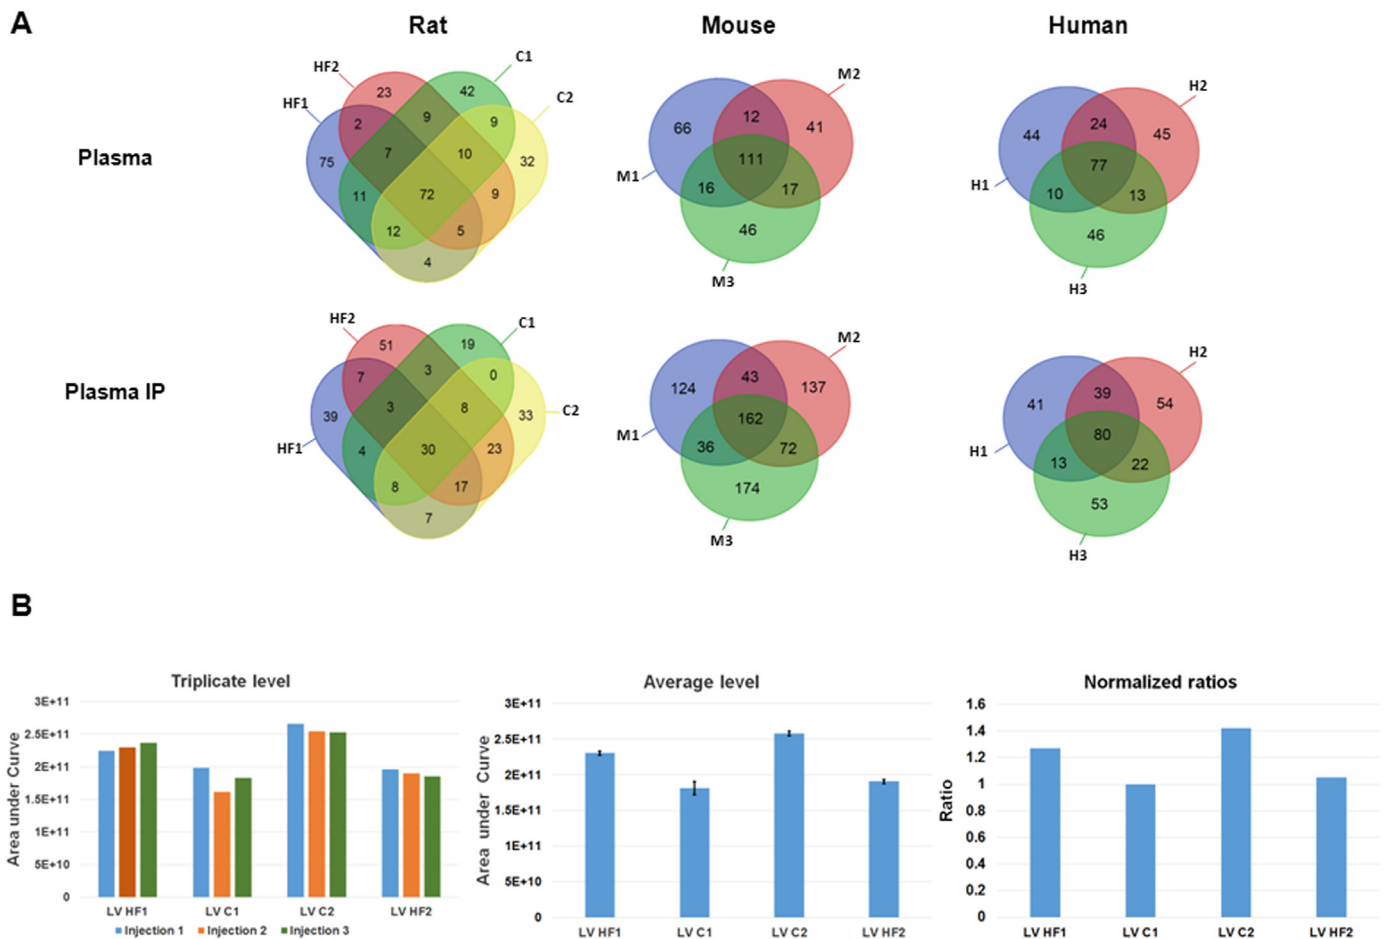 A
Rat
Mouse
Human
Plasma
HF1
HF2
C1
C2
23
42
2
9
9
75
7
10
32
11
72
9
12
5
4
M1
M2
M3
66
12
41
111
16
17
46
H1
H2
H3
44
24
45
77
10
13
46
Plasma IP
HF2
C1
HF1
C2
51
19
7
3
0
39
3
8
33
4
30
23
8
17
7
M1
M2
M3
124
43
137
162
36
72
174
H1
H2
H3
41
39
54
80
13
22
53
B
Triplicate level
Area under Curve
3E+11
2.5E+11
2E+11
1.5E+11
1E+11
5E+10
0
LV HF1 LV C1 LV C2 LV HF2
Injection 1 Injection 2 Injection 3
Average level
Area under Curve
3E+11
2.5E+11
2E+11
1.5E+11
1E+11
5E+10
0
LV HF1 LV C1 LV C2 LV HF2
Normalized ratios
Ratio
1.6
1.4
1.2
1
0.8
0.6
0.4
0.2
0
LV HF1 LV C1 LV C2 LV HF2